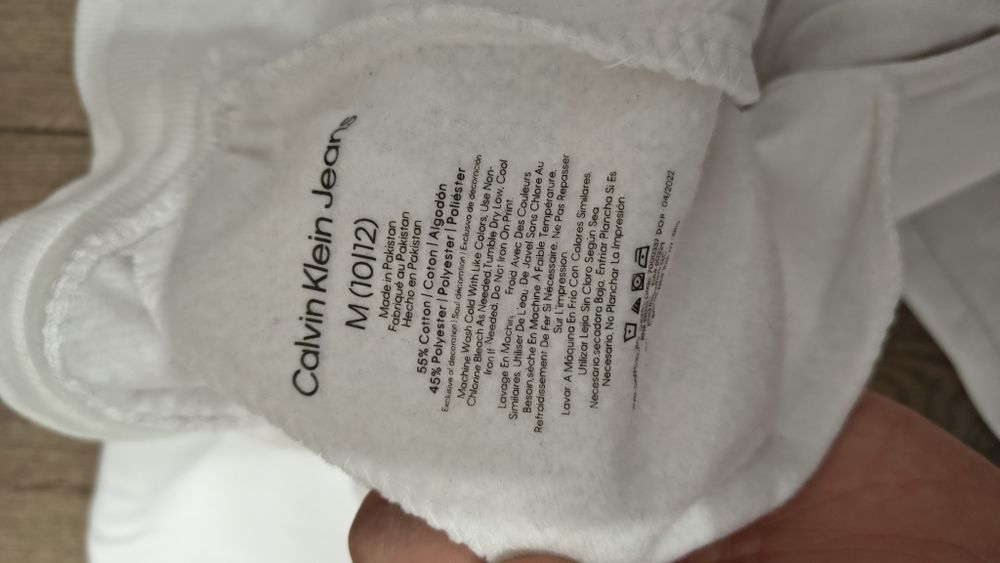 Calvin Klein Jeans
M (10|12)
Made in Pakistan
Fabriqué au Pakistan
Hecho en Pakistan
55% Cotton | Coton | Algodón
45% Polyester | Polyester | Poliéster
Exclusive of decoration | Sauf décoration | Exclusivo de decoración
Machine Wash Cold With Like Colors, Use Non-
Chlorine Bleach As Needed, Tumble Dry Low, Cool
Iron If Needed. Do Not Iron On Print.
Lavage En Machin Froid Avec Des Couleurs
Similaires. Utiliser De L'eau De Javel Sans Chlore Au
Besoin, sèche En Machine A Faible Température,
Refroidissement De Fer Si Nécessaire. Ne Pas Repasser
Sur L'impression.
Lavar A Máquina En Frío Con Colores Similares.
Utilizar Lejía Sin Cloro Según Sea
Necesario, secadora Baja, Enfriar Plancha Si Es
Necesario. No Planchar La Impresión.
DOP 04/2022